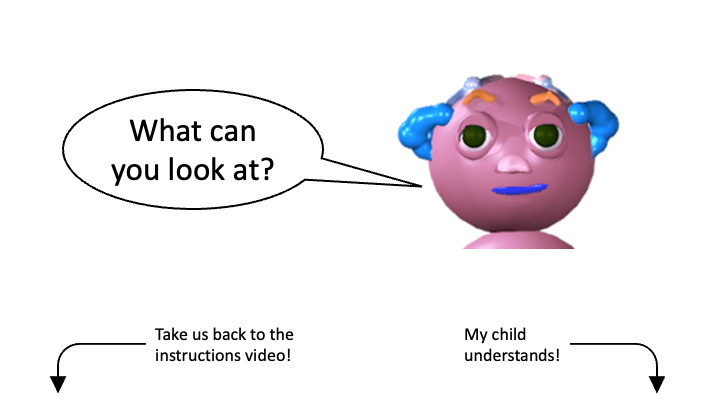 What can
you look at?
Take us back to the
instructions video!
My child
understands!